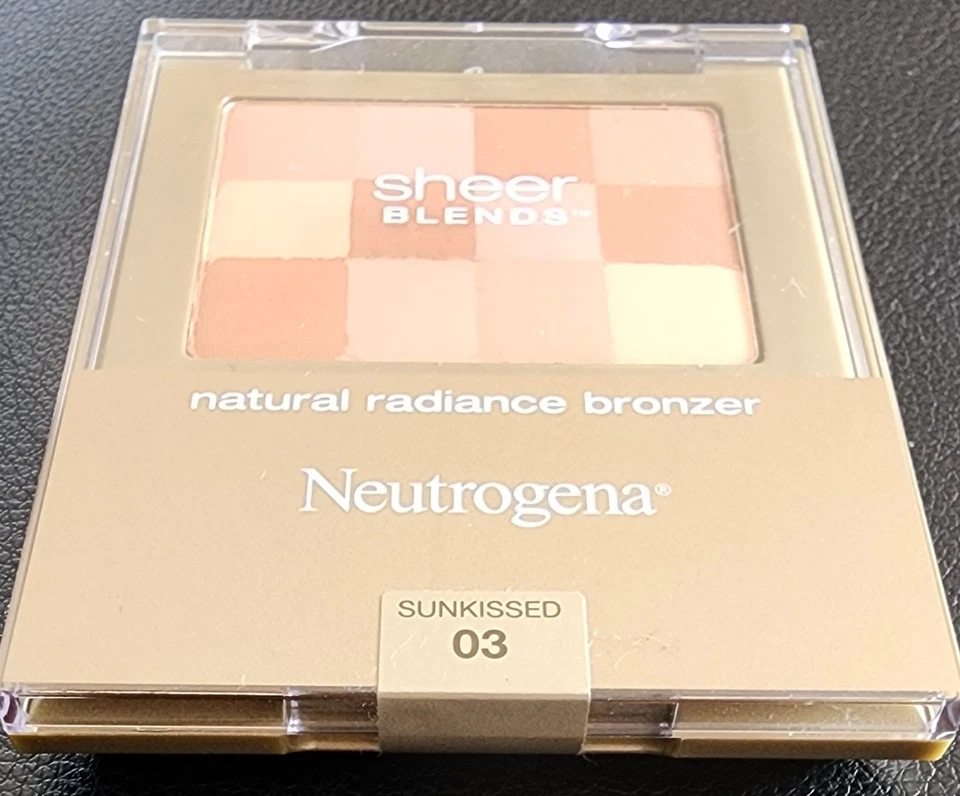 sheer
BLENDS™
natural radiance bronzer
Neutrogena®
SUNKISSED
03